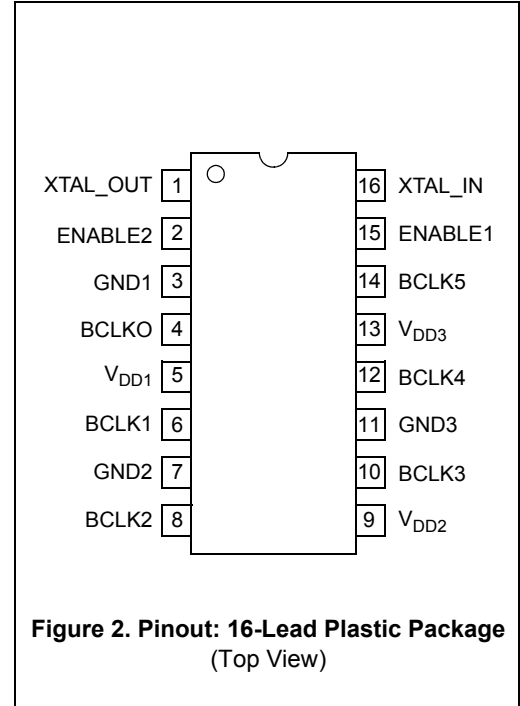 XTAL_OUT 1 16 XTAL_IN
ENABLE2 2 15 ENABLE1
GND1 3 14 BCLK5
BCLKO 4 13 VDD3
VDD1 5 12 BCLK4
BCLK1 6 11 GND3
GND2 7 10 BCLK3
BCLK2 8 9 VDD2
Figure 2. Pinout: 16-Lead Plastic Package
(Top View)